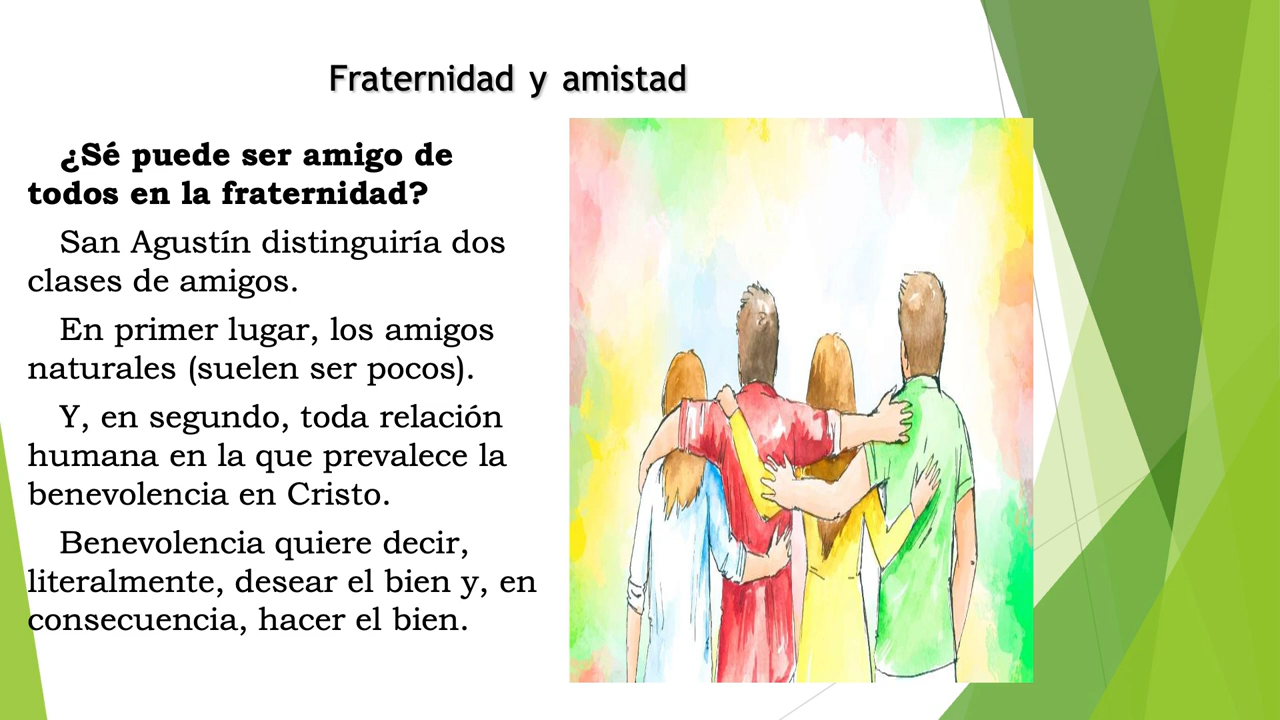 Fraternidad y amistad
¿Sé puede ser amigo de
todos en la fraternidad?
San Agustín distinguiría dos
clases de amigos.
En primer lugar, los amigos
naturales (suelen ser pocos).
Y, en segundo, toda relación
humana en la que prevalece la
benevolencia en Cristo.
Benevolencia quiere decir,
literalmente, desear el bien y, en
consecuencia, hacer el bien.